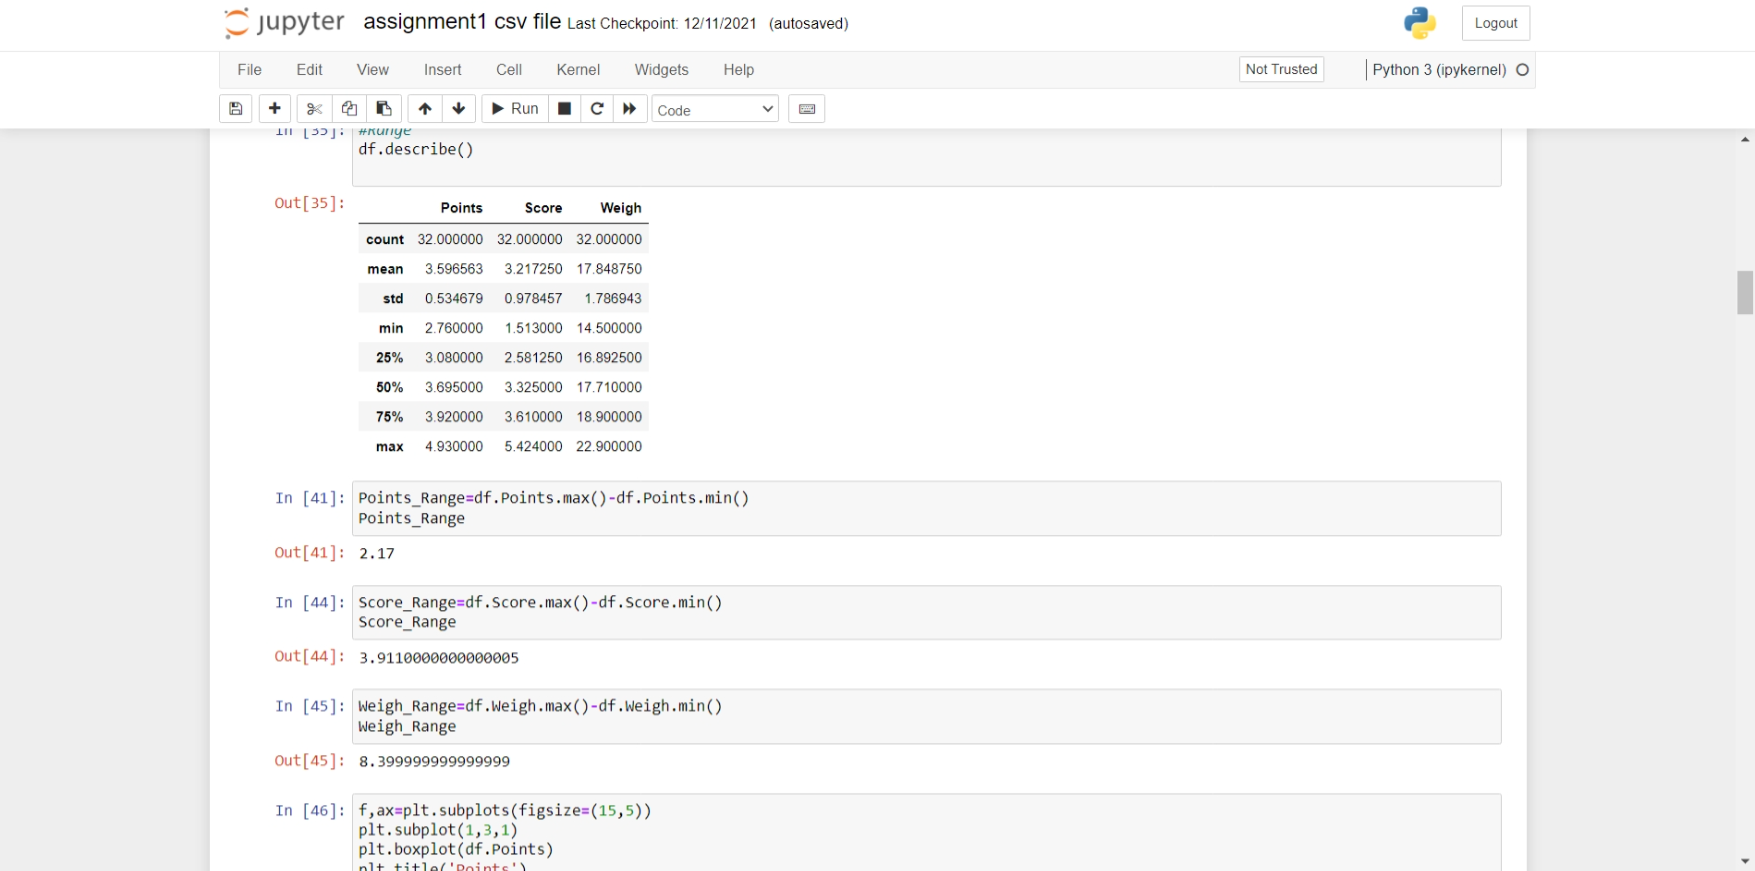 jupyter assignment1 csv file Last Checkpoint: 12/11/2021 (autosaved) Logout
File Edit View Insert Cell Kernel Widgets Help Not Trusted Python 3 (ipykernel)
Run Code
In [35]: #Range
df.describe()
Out[35]:
Points Score Weigh
count 32.000000 32.000000 32.000000
mean 3.596563 3.217250 17.848750
std 0.534679 0.978457 1.786943
min 2.760000 1.513000 14.500000
25% 3.080000 2.581250 16.892500
50% 3.695000 3.325000 17.710000
75% 3.920000 3.610000 18.900000
max 4.930000 5.424000 22.900000
In [41]: Points_Range=df.Points.max()-df.Points.min()
Points_Range
Out[41]: 2.17
In [44]: Score_Range=df.Score.max()-df.Score.min()
Score_Range
Out[44]: 3.9110000000000005
In [45]: Weigh_Range=df.Weigh.max()-df.Weigh.min()
Weigh_Range
Out[45]: 8.399999999999999
In [46]: f,ax=plt.subplots(figsize=(15,5))
plt.subplot(1,3,1)
plt.boxplot(df.Points)
plt.title('Points')